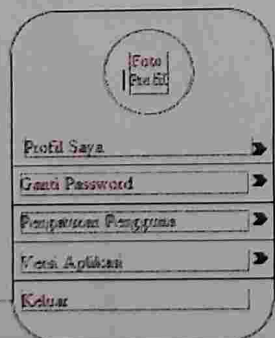 Foto
Profil
Profil Saya
Ganti Password
Pengaturan Pengguna
Versi Aplikasi
Keluar